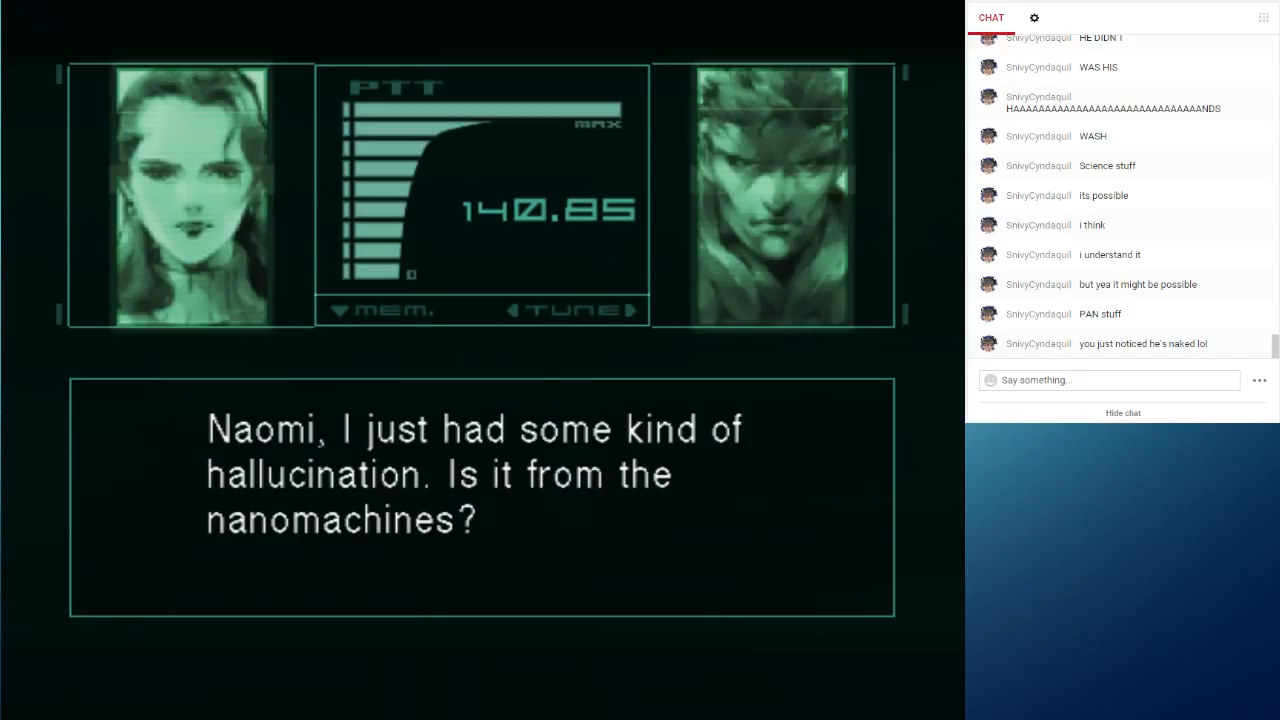 PTT
MAX
140.85
MEM.
TUNE
Naomi, I just had some kind of
hallucination. Is it from the
nanomachines?
CHAT
SnivyCyndaquil HE DIDN'T
SnivyCyndaquil WAS HIS
SnivyCyndaquil
HAAAAAAAAAAAAAAAAAAAAAAAAAAAAAAANDS
SnivyCyndaquil WASH
SnivyCyndaquil Science stuff
SnivyCyndaquil its possible
SnivyCyndaquil i think
SnivyCyndaquil i understand it
SnivyCyndaquil but yea it might be possible
SnivyCyndaquil PAN stuff
SnivyCyndaquil you just noticed he's naked lol
Say something...
Hide chat